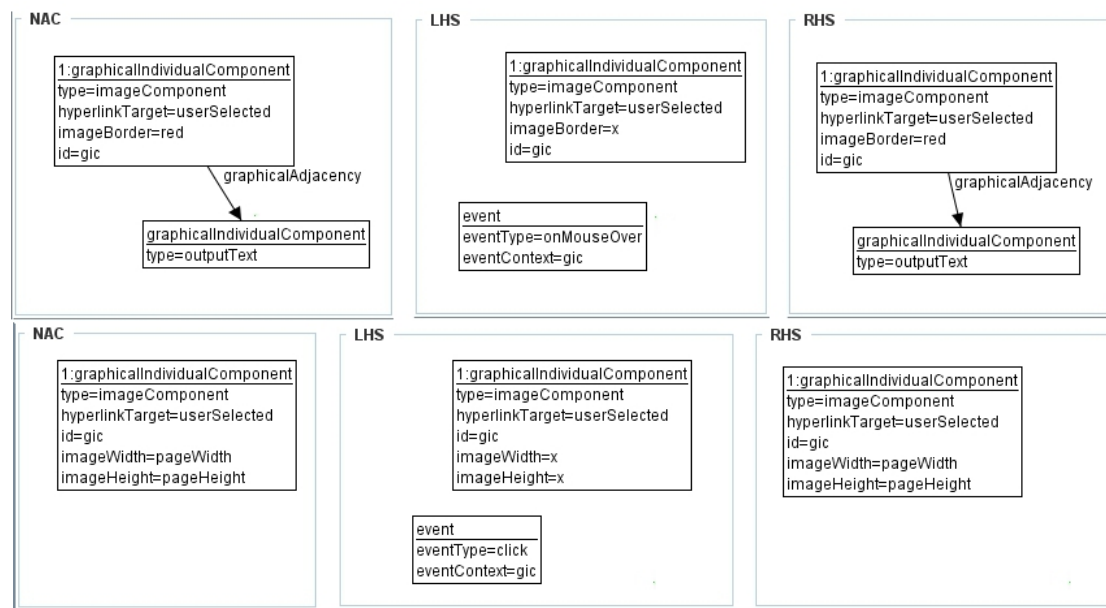 NAC
1:graphicalIndividualComponent
type=imageComponent
hyperlinkTarget=userSelected
imageBorder=red
id=gic
graphicalAdjacency
graphicalIndividualComponent
type=outputText
LHS
1:graphicalIndividualComponent
type=imageComponent
hyperlinkTarget=userSelected
imageBorder=x
id=gic
event
eventType=onMouseOver
eventContext=gic
RHS
1:graphicalIndividualComponent
type=imageComponent
hyperlinkTarget=userSelected
imageBorder=red
id=gic
graphicalAdjacency
graphicalIndividualComponent
type=outputText
NAC
1:graphicalIndividualComponent
type=imageComponent
hyperlinkTarget=userSelected
id=gic
imageWidth=pageWidth
imageHeight=pageHeight
LHS
1:graphicalIndividualComponent
type=imageComponent
hyperlinkTarget=userSelected
id=gic
imageWidth=x
imageHeight=x
event
eventType=click
eventContext=gic
RHS
1:graphicalIndividualComponent
type=imageComponent
hyperlinkTarget=userSelected
id=gic
imageWidth=pageWidth
imageHeight=pageHeight